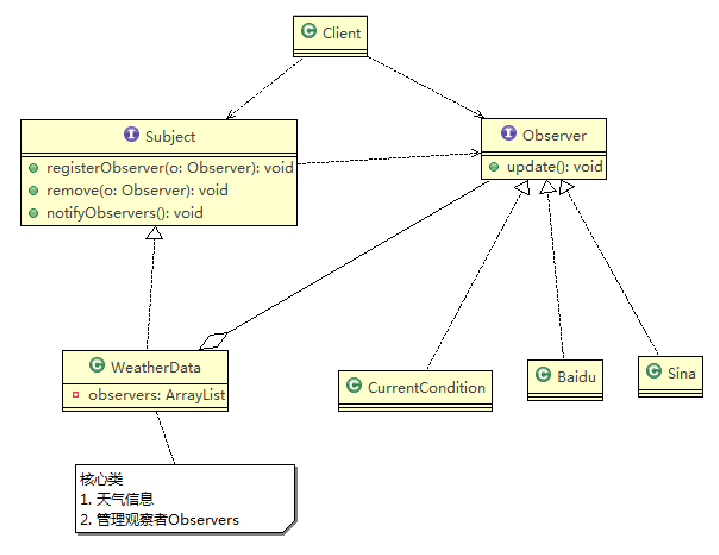 Client
Subject
registerObserver(o: Observer): void
remove(o: Observer): void
notifyObservers(): void
Observer
update(): void
WeatherData
observers: ArrayList
CurrentCondition
Baidu
Sina
核心类
1. 天气信息
2. 管理观察者Observers